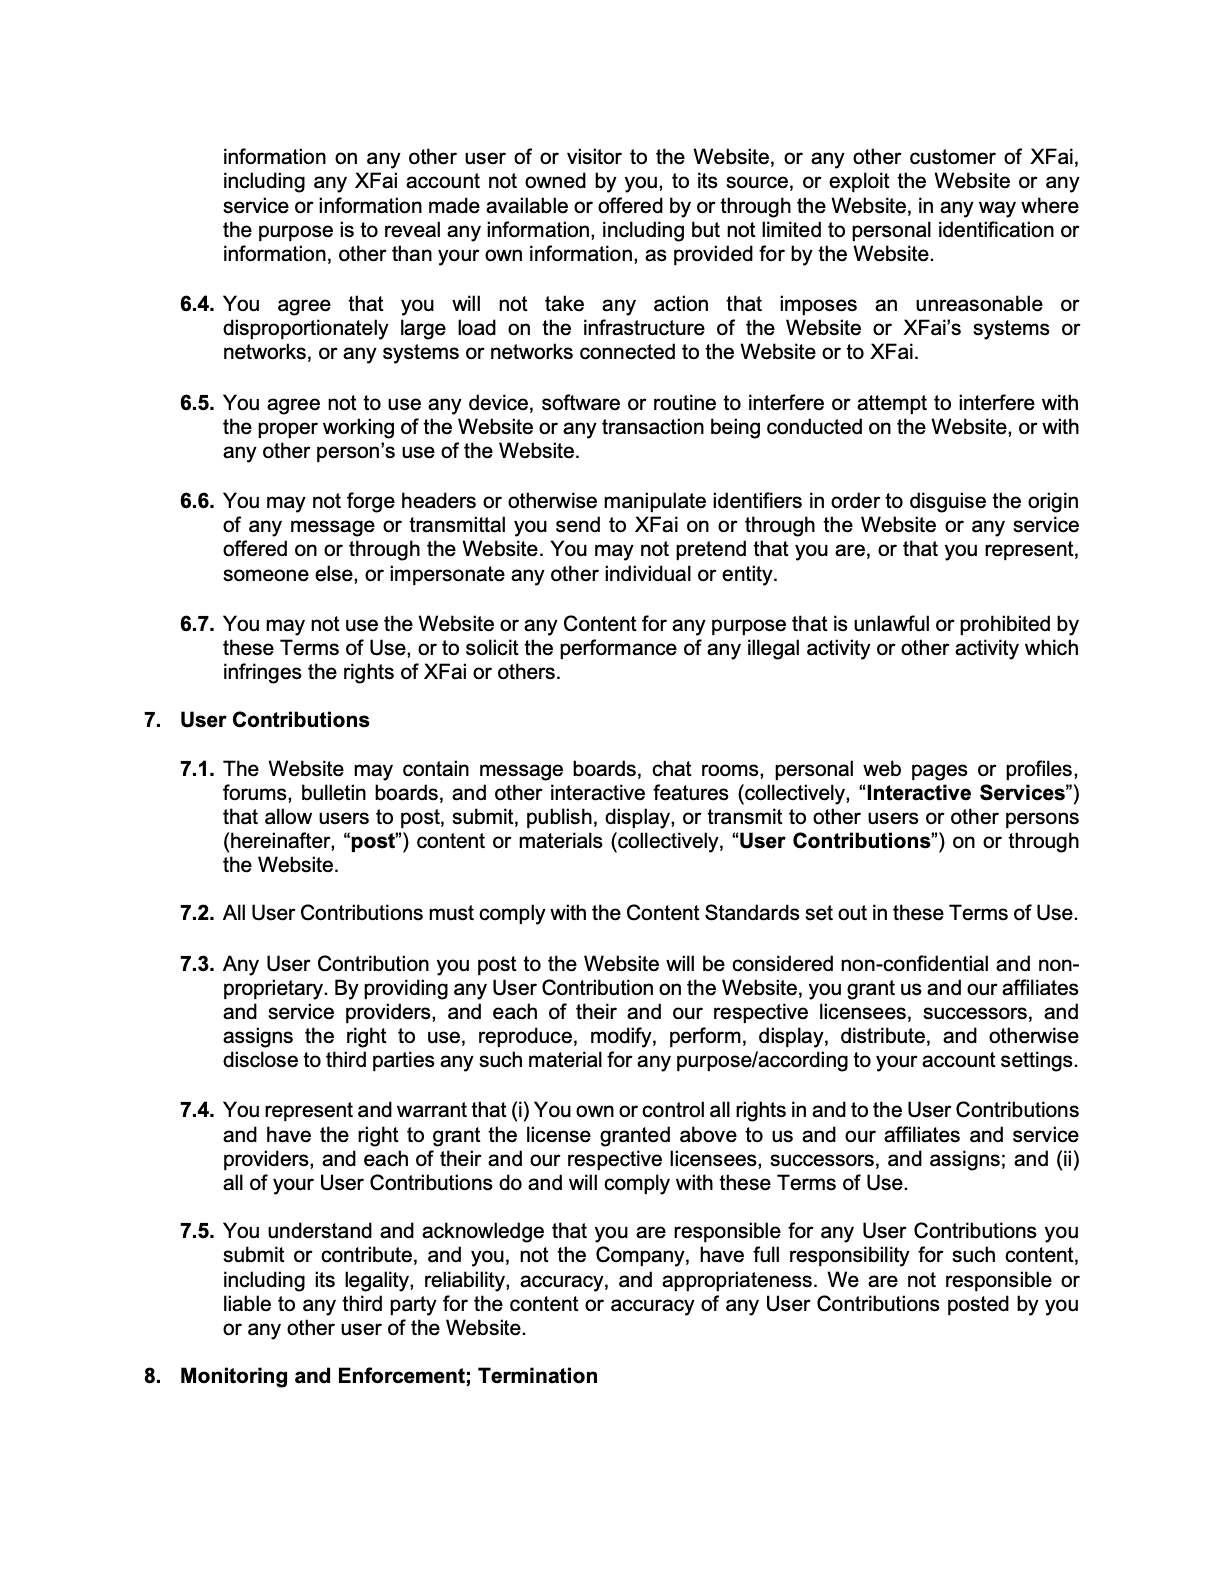 information on any other user of or visitor to the Website, or any other customer of XFai,
including any XFai account not owned by you, to its source, or exploit the Website or any
service or information made available or offered by or through the Website, in any way where
the purpose is to reveal any information, including but not limited to personal identification or
information, other than your own information, as provided for by the Website.
6.4. You agree that you will not take any action that imposes an unreasonable or
disproportionately large load on the infrastructure of the Website or XFai’s systems or
networks, or any systems or networks connected to the Website or to XFai.
6.5. You agree not to use any device, software or routine to interfere or attempt to interfere with
the proper working of the Website or any transaction being conducted on the Website, or with
any other person’s use of the Website.
6.6. You may not forge headers or otherwise manipulate identifiers in order to disguise the origin
of any message or transmittal you send to XFai on or through the Website or any service
offered on or through the Website. You may not pretend that you are, or that you represent,
someone else, or impersonate any other individual or entity.
6.7. You may not use the Website or any Content for any purpose that is unlawful or prohibited by
these Terms of Use, or to solicit the performance of any illegal activity or other activity which
infringes the rights of XFai or others.
7. User Contributions
7.1. The Website may contain message boards, chat rooms, personal web pages or profiles,
forums, bulletin boards, and other interactive features (collectively, “Interactive Services”)
that allow users to post, submit, publish, display, or transmit to other users or other persons
(hereinafter, “post”) content or materials (collectively, “User Contributions”) on or through
the Website.
7.2. All User Contributions must comply with the Content Standards set out in these Terms of Use.
7.3. Any User Contribution you post to the Website will be considered non-confidential and non-
proprietary. By providing any User Contribution on the Website, you grant us and our affiliates
and service providers, and each of their and our respective licensees, successors, and
assigns the right to use, reproduce, modify, perform, display, distribute, and otherwise
disclose to third parties any such material for any purpose/according to your account settings.
7.4. You represent and warrant that (i) You own or control all rights in and to the User Contributions
and have the right to grant the license granted above to us and our affiliates and service
providers, and each of their and our respective licensees, successors, and assigns; and (ii)
all of your User Contributions do and will comply with these Terms of Use.
7.5. You understand and acknowledge that you are responsible for any User Contributions you
submit or contribute, and you, not the Company, have full responsibility for such content,
including its legality, reliability, accuracy, and appropriateness. We are not responsible or
liable to any third party for the content or accuracy of any User Contributions posted by you
or any other user of the Website.
8. Monitoring and Enforcement; Termination